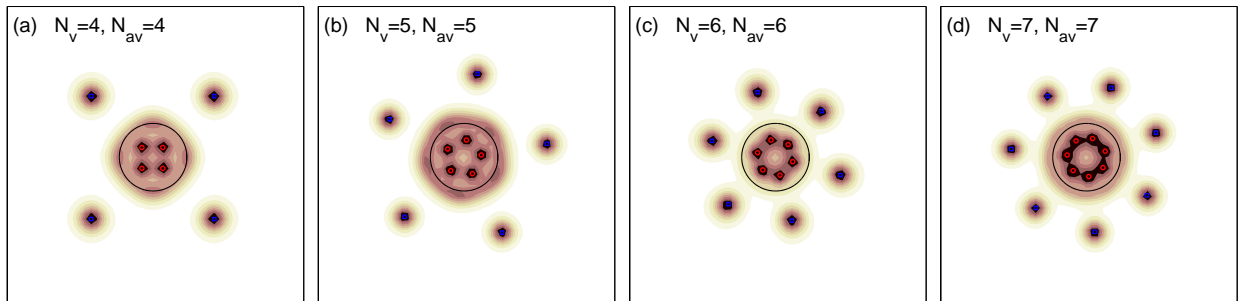 (a) N_v=4, N_av=4
(b) N_v=5, N_av=5
(c) N_v=6, N_av=6
(d) N_v=7, N_av=7